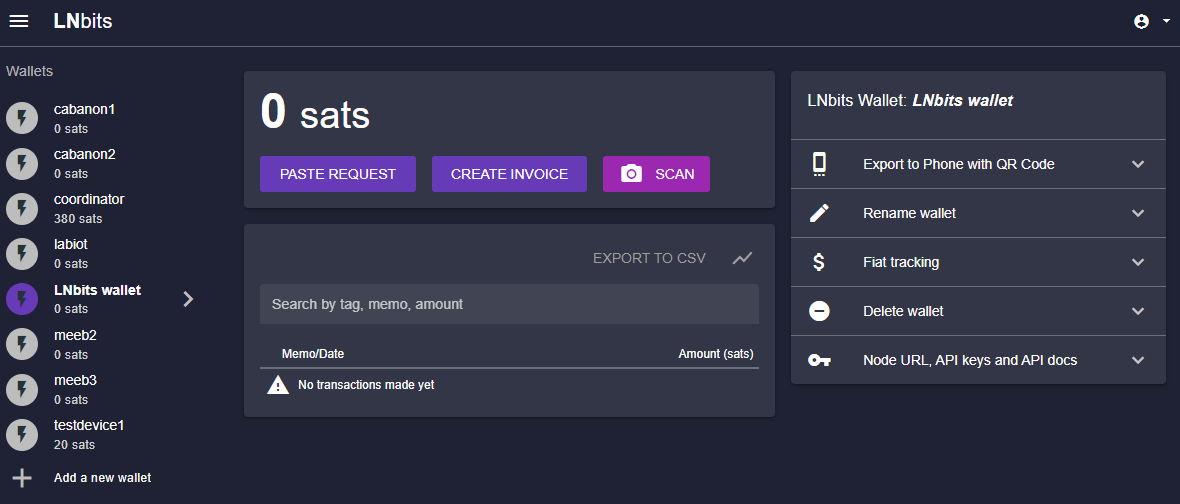 LNbits
Wallets
cabanon1
0 sats
cabanon2
0 sats
coordinator
380 sats
labiot
0 sats
LNbits wallet
0 sats
meeb2
0 sats
meeb3
0 sats
testdevice1
20 sats
Add a new wallet
0 sats
PASTE REQUEST CREATE INVOICE SCAN
EXPORT TO CSV
Search by tag, memo, amount
Memo/Date Amount (sats)
No transactions made yet
LNbits Wallet: LNbits wallet
Export to Phone with QR Code
Rename wallet
Fiat tracking
Delete wallet
Node URL, API keys and API docs